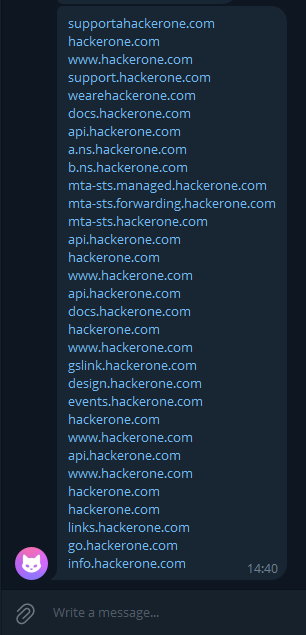 supportahackerone.com
hackerone.com
www.hackerone.com
support.hackerone.com
wearehackerone.com
docs.hackerone.com
api.hackerone.com
a.ns.hackerone.com
b.ns.hackerone.com
mta-sts.managed.hackerone.com
mta-sts.forwarding.hackerone.com
mta-sts.hackerone.com
api.hackerone.com
hackerone.com
www.hackerone.com
api.hackerone.com
docs.hackerone.com
hackerone.com
www.hackerone.com
gslink.hackerone.com
design.hackerone.com
events.hackerone.com
hackerone.com
www.hackerone.com
api.hackerone.com
www.hackerone.com
hackerone.com
hackerone.com
links.hackerone.com
go.hackerone.com
info.hackerone.com
14:40
Write a message...